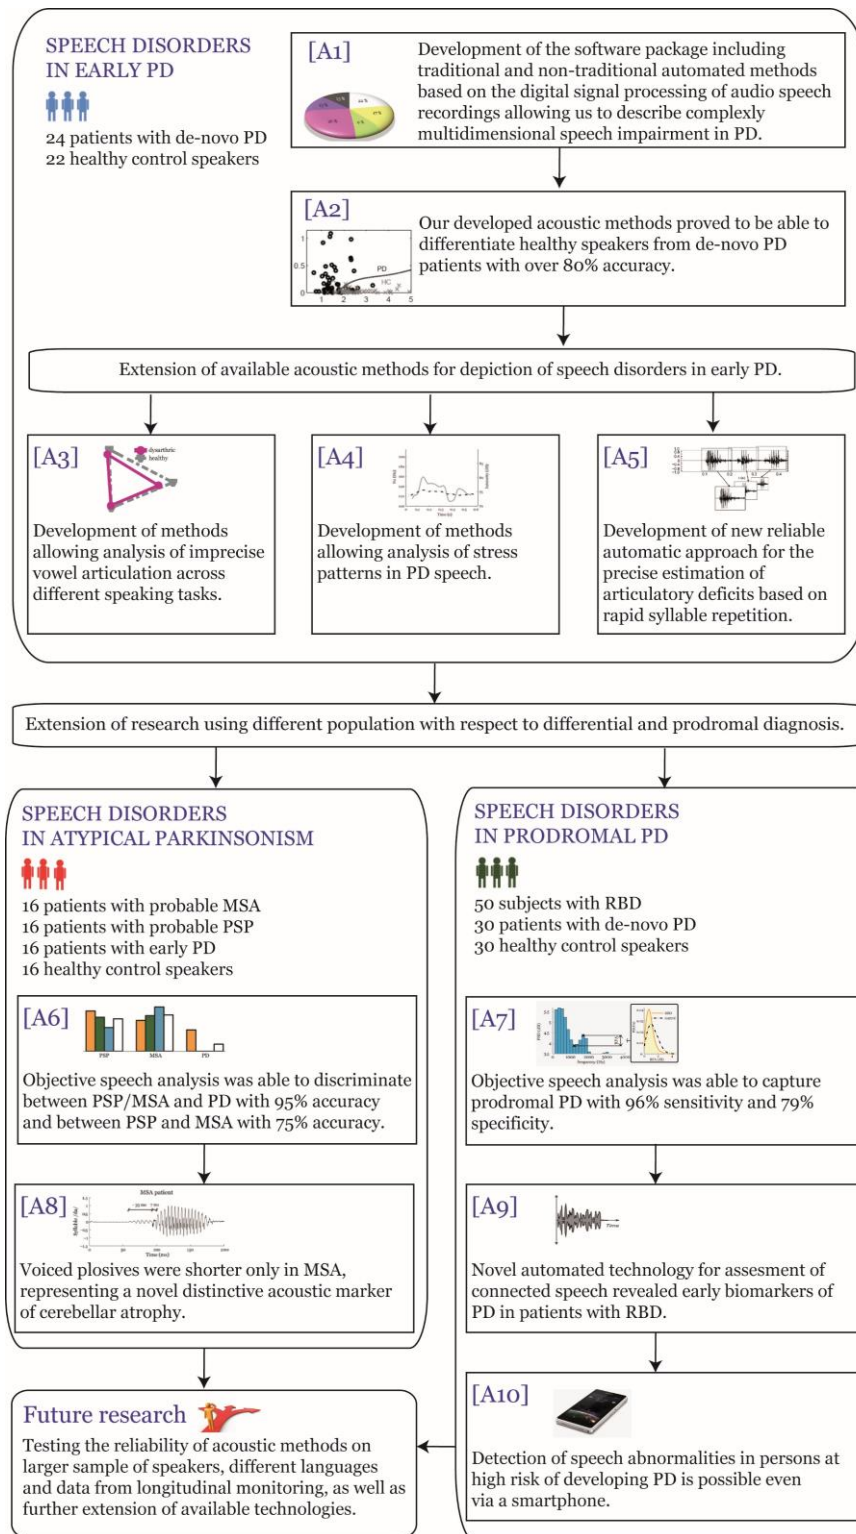 SPEECH DISORDERS
IN EARLY PD
24 patients with de-novo PD
22 healthy control speakers
[A1]
Development of the software package including
traditional and non-traditional automated methods
based on the digital signal processing of audio speech
recordings allowing us to describe complexly
multidimensional speech impairment in PD.
[A2]
1
0.5
0
PD
HC
1 2 3 4 5
Our developed acoustic methods proved to be able to
differentiate healthy speakers from de-novo PD
patients with over 80% accuracy.
Extension of available acoustic methods for depiction of speech disorders in early PD.
[A3]
dysarthric
healthy
Development of methods
allowing analysis of imprecise
vowel articulation across
different speaking tasks.
[A4]
Time [s]
Development of methods
allowing analysis of stress
patterns in PD speech.
[A5]
Development of new reliable
automatic approach for the
precise estimation of
articulatory deficits based on
rapid syllable repetition.
Extension of research using different population with respect to differential and prodromal diagnosis.
SPEECH DISORDERS
IN ATYPICAL PARKINSONISM
16 patients with probable MSA
16 patients with probable PSP
16 patients with early PD
16 healthy control speakers
[A6]
PSP MSA PD
Objective speech analysis was able to discriminate
between PSP/MSA and PD with 95% accuracy
and between PSP and MSA with 75% accuracy.
[A8]
MSA patient
Time [ms]
Voiced plosives were shorter only in MSA,
representing a novel distinctive acoustic marker
of cerebellar atrophy.
Future research
Testing the reliability of acoustic methods on
larger sample of speakers, different languages
and data from longitudinal monitoring, as well as
further extension of available technologies.
SPEECH DISORDERS
IN PRODROMAL PD
50 subjects with RBD
30 patients with de-novo PD
30 healthy control speakers
[A7]
Objective speech analysis was able to capture
prodromal PD with 96% sensitivity and 79%
specificity.
[A9]
Time
Novel automated technology for assesment of
connected speech revealed early biomarkers of
PD in patients with RBD.
[A10]
Detection of speech abnormalities in persons at
high risk of developing PD is possible even
via a smartphone.